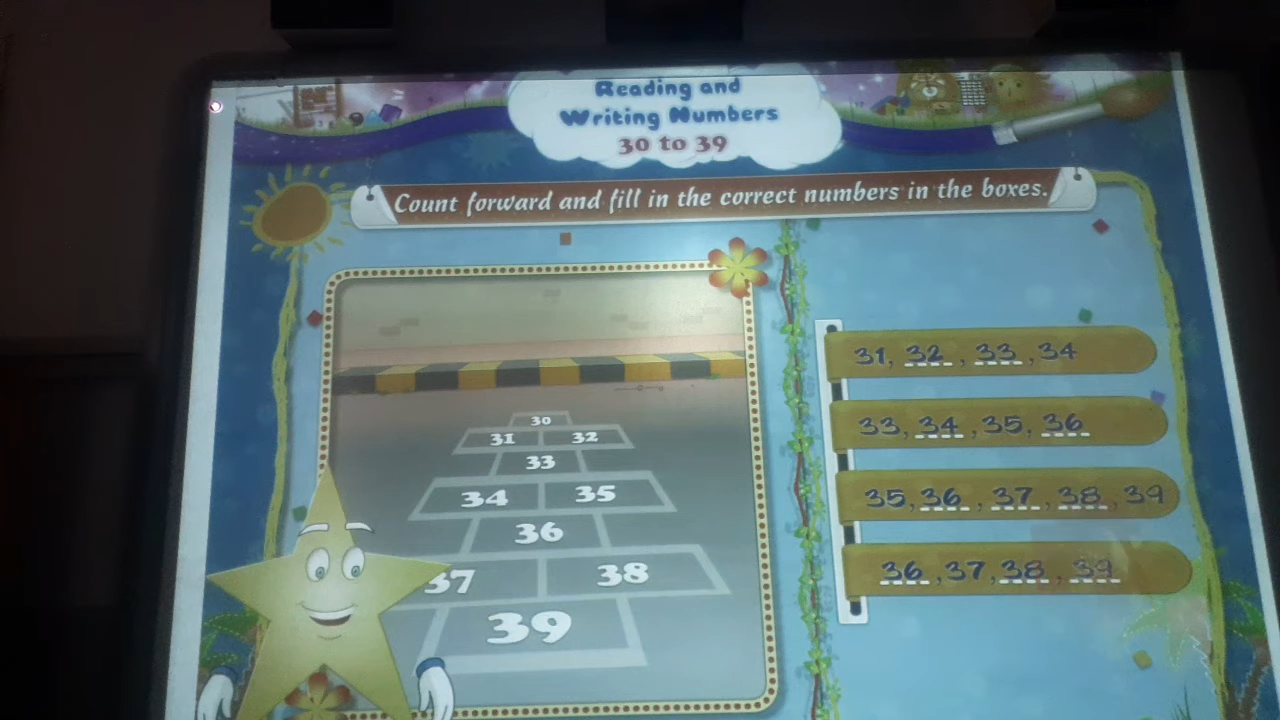 Reading and
Writing Numbers
30 to 39
Count forward and fill in the correct numbers in the boxes.
30
31 32
33
34 35
36
37 38
39
31, 32, 33, 34
33, 34, 35, 36
35, 36, 37, 38, 39
36, 37, 38, 39